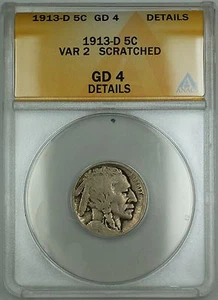 1913-D 5C GD 4 DETAILS
1913-D 5C
VAR 2 SCRATCHED
GD 4
DETAILS